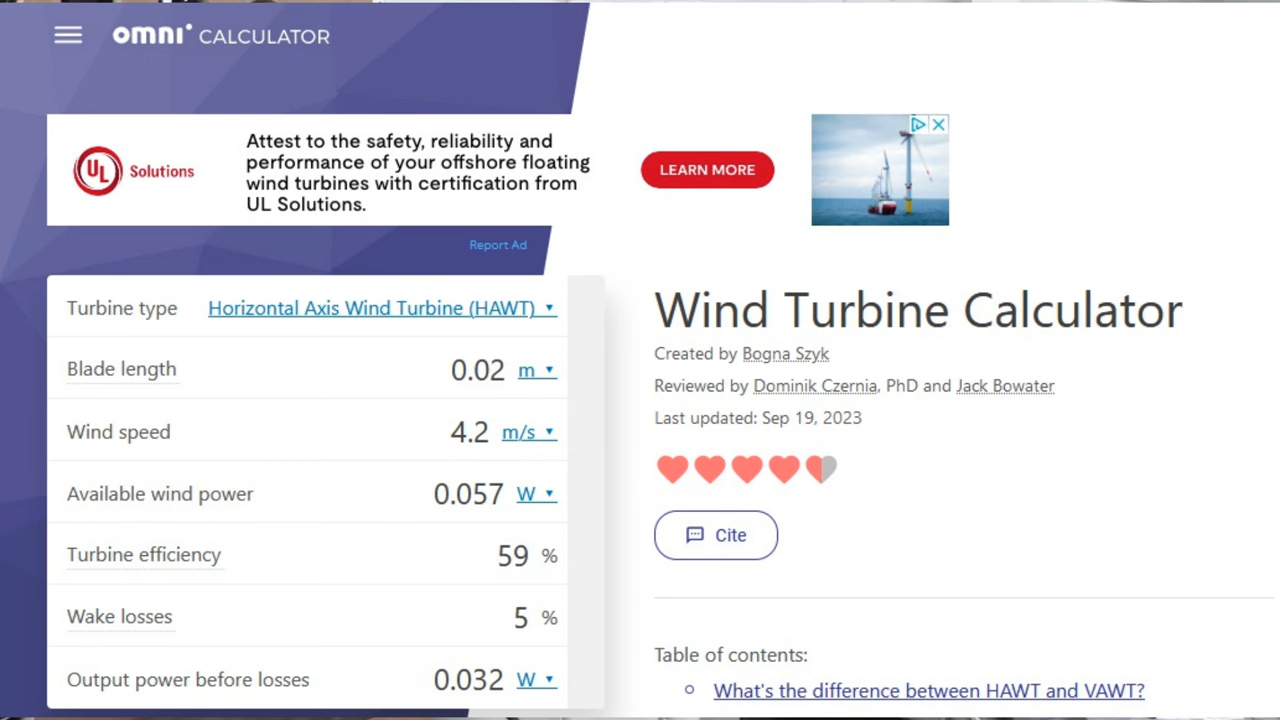 omni CALCULATOR
UL Solutions
Attest to the safety, reliability and
performance of your offshore floating
wind turbines with certification from
UL Solutions.
LEARN MORE
Report Ad
Turbine type Horizontal Axis Wind Turbine (HAWT)
Blade length 0.02 m
Wind speed 4.2 m/s
Available wind power 0.057 W
Turbine efficiency 59 %
Wake losses 5 %
Output power before losses 0.032 W
Wind Turbine Calculator
Created by Bogna Szyk
Reviewed by Dominik Czernia, PhD and Jack Bowater
Last updated: Sep 19, 2023
Cite
Table of contents:
What's the difference between HAWT and VAWT?